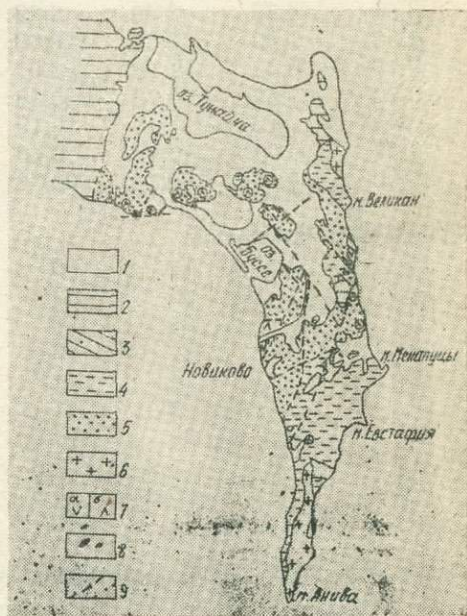 оз. Тунайча
м. Великан
оз. Буссе
Новиково
м. Менапуцы
м. Евстафия
м. Анива
1
2
3
4
5
6
а б 7
8
9